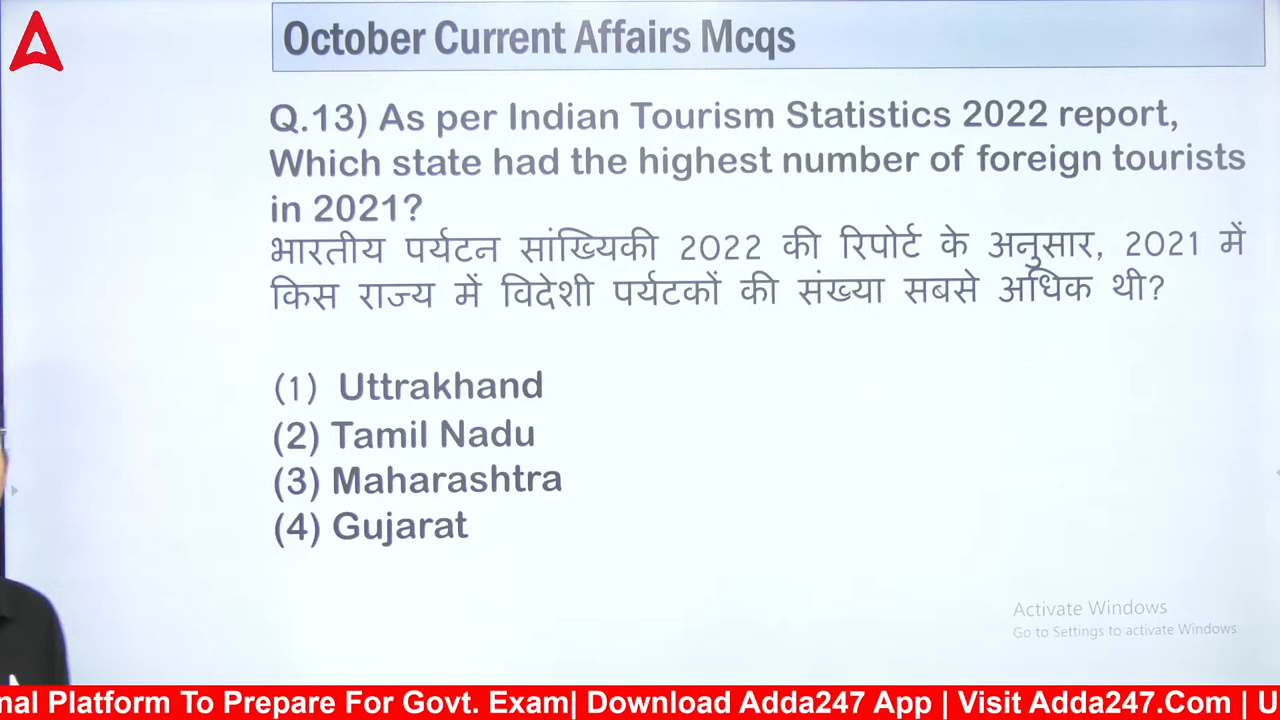 October Current Affairs Mcqs
Q.13) As per Indian Tourism Statistics 2022 report,
Which state had the highest number of foreign tourists
in 2021?
भारतीय पर्यटन सांख्यिकी 2022 की रिपोर्ट के अनुसार, 2021 में
किस राज्य में विदेशी पर्यटकों की संख्या सबसे अधिक थी?
(1) Uttrakhand
(2) Tamil Nadu
(3) Maharashtra
(4) Gujarat
Activate Windows
Go to Settings to activate Windows
nal Platform To Prepare For Govt. Exam| Download Adda247 App | Visit Adda247.Com | U